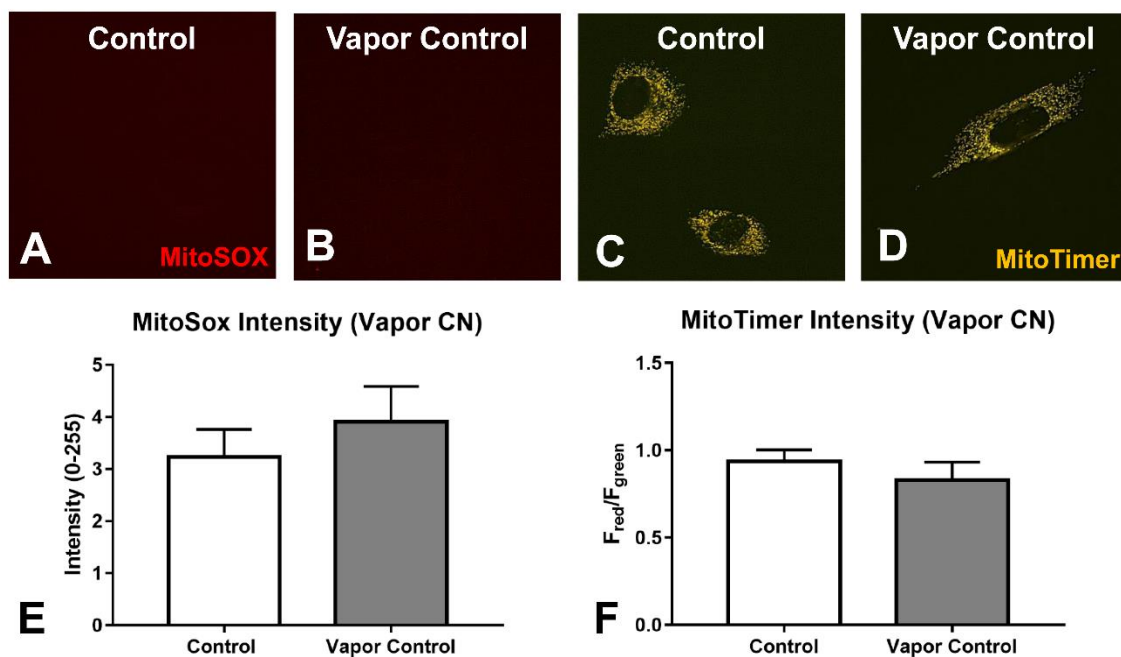 Control
Vapor Control
Control
Vapor Control
A
MitoSOX
B
C
D
MitoTimer
MitoSox Intensity (Vapor CN)
Intensity (0-255)
5
4
3
2
1
0
Control
Vapor Control
E
MitoTimer Intensity (Vapor CN)
Fred/Fgreen
1.5
1.0
0.5
0.0
Control
Vapor Control
F